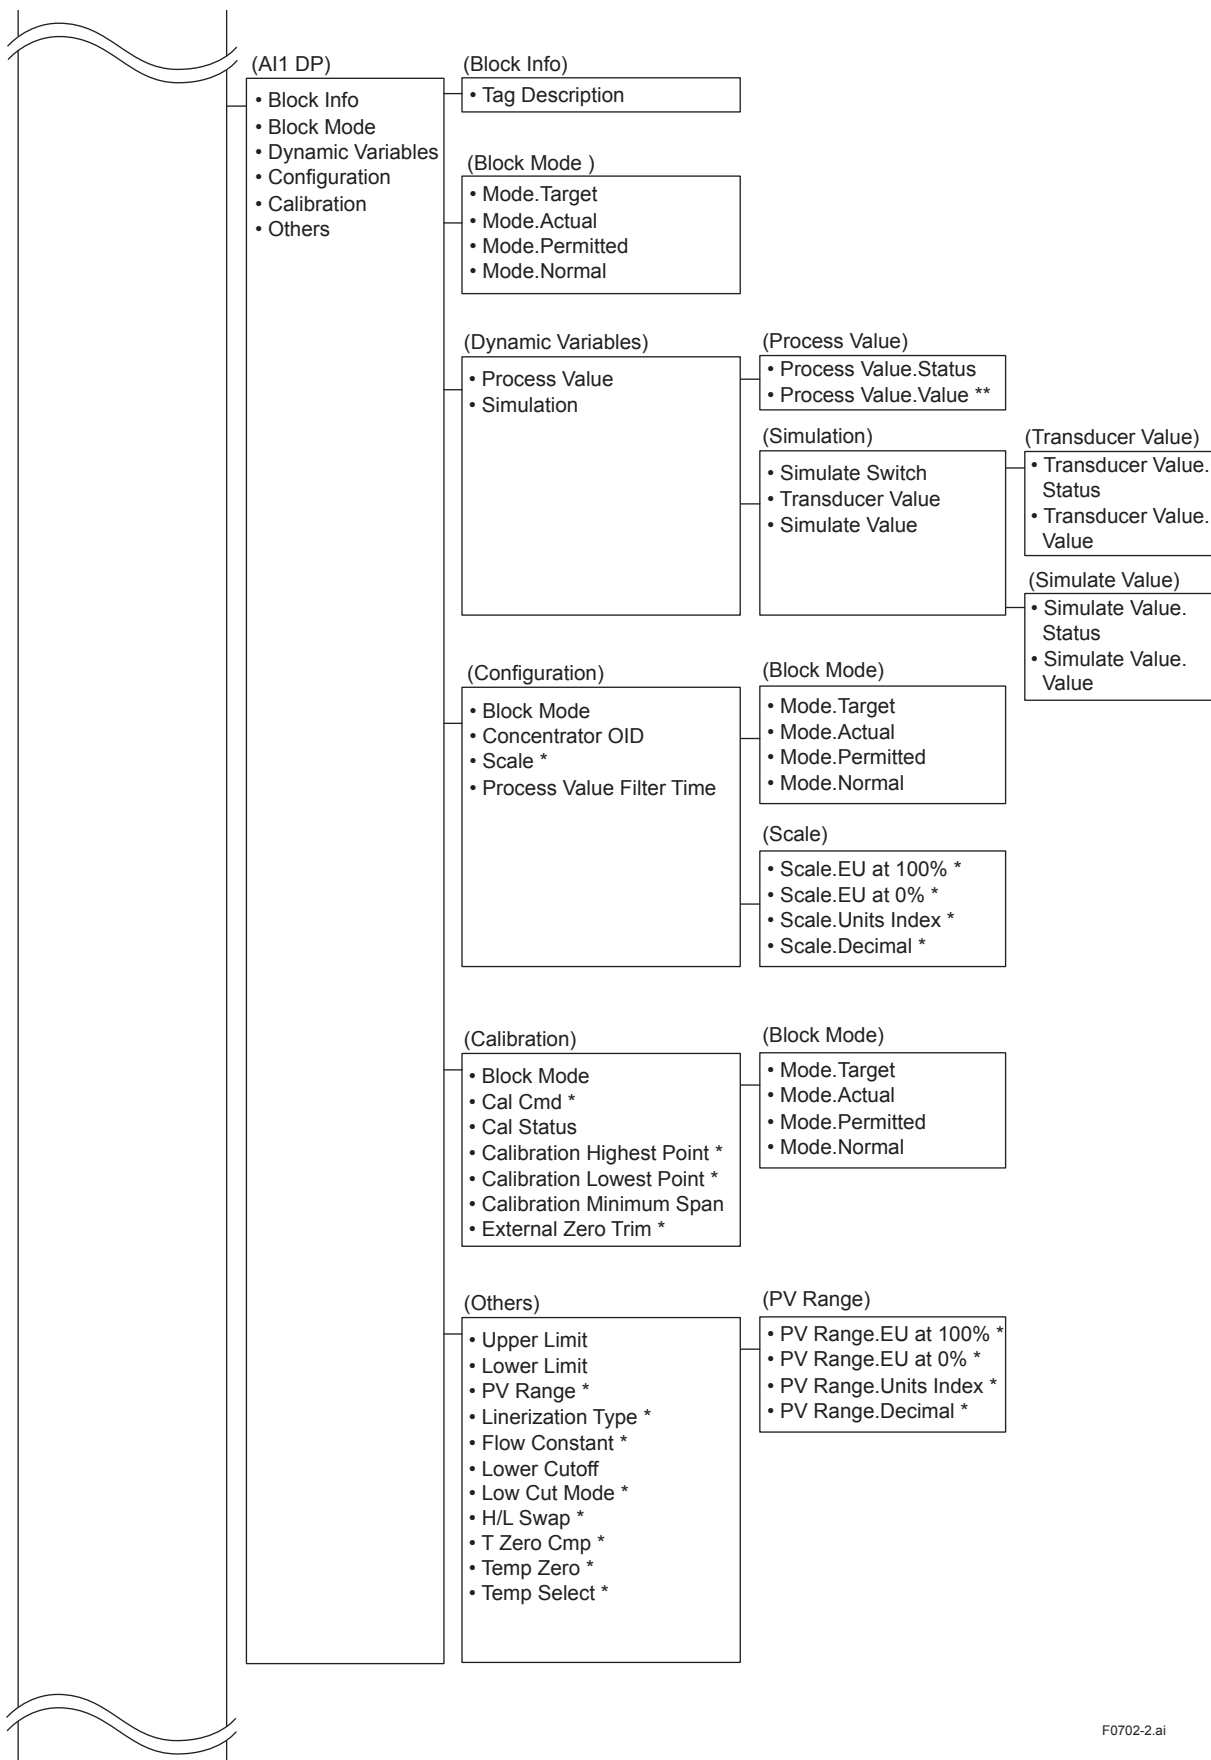 (AI1 DP)
• Block Info
• Block Mode
• Dynamic Variables
• Configuration
• Calibration
• Others
(Block Info)
• Tag Description
(Block Mode )
• Mode.Target
• Mode.Actual
• Mode.Permitted
• Mode.Normal
(Dynamic Variables)
• Process Value
• Simulation
(Process Value)
• Process Value.Status
• Process Value.Value **
(Simulation)
• Simulate Switch
• Transducer Value
• Simulate Value
(Transducer Value)
• Transducer Value.
Status
• Transducer Value.
Value
(Simulate Value)
• Simulate Value.
Status
• Simulate Value.
Value
(Configuration)
• Block Mode
• Concentrator OID
• Scale *
• Process Value Filter Time
(Block Mode)
• Mode.Target
• Mode.Actual
• Mode.Permitted
• Mode.Normal
(Scale)
• Scale.EU at 100% *
• Scale.EU at 0% *
• Scale.Units Index *
• Scale.Decimal *
(Calibration)
• Block Mode
• Cal Cmd *
• Cal Status
• Calibration Highest Point *
• Calibration Lowest Point *
• Calibration Minimum Span
• External Zero Trim *
(Block Mode)
• Mode.Target
• Mode.Actual
• Mode.Permitted
• Mode.Normal
(Others)
• Upper Limit
• Lower Limit
• PV Range *
• Linerization Type *
• Flow Constant *
• Lower Cutoff
• Low Cut Mode *
• H/L Swap *
• T Zero Cmp *
• Temp Zero *
• Temp Select *
(PV Range)
• PV Range.EU at 100% *
• PV Range.EU at 0% *
• PV Range.Units Index *
• PV Range.Decimal *
F0702-2.ai